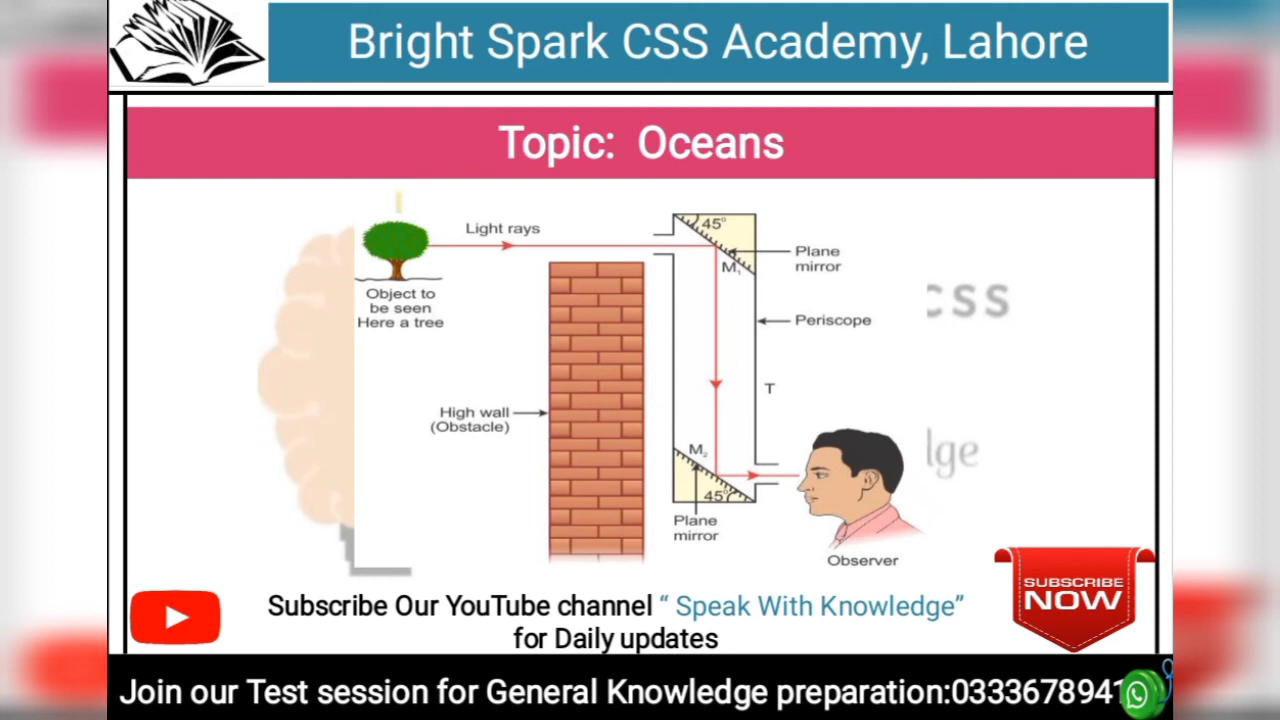 Bright Spark CSS Academy, Lahore
Topic: Oceans
Light rays
45°
Plane
mirror
M₁
Object to
be seen
Here a tree
css
Periscope
T
High wall
(Obstacle)
M₂
lge
45°
Plane
mirror
Observer
SUBSCRIBE
NOW
Subscribe Our YouTube channel “ Speak With Knowledge”
for Daily updates
Join our Test session for General Knowledge preparation:0333678941